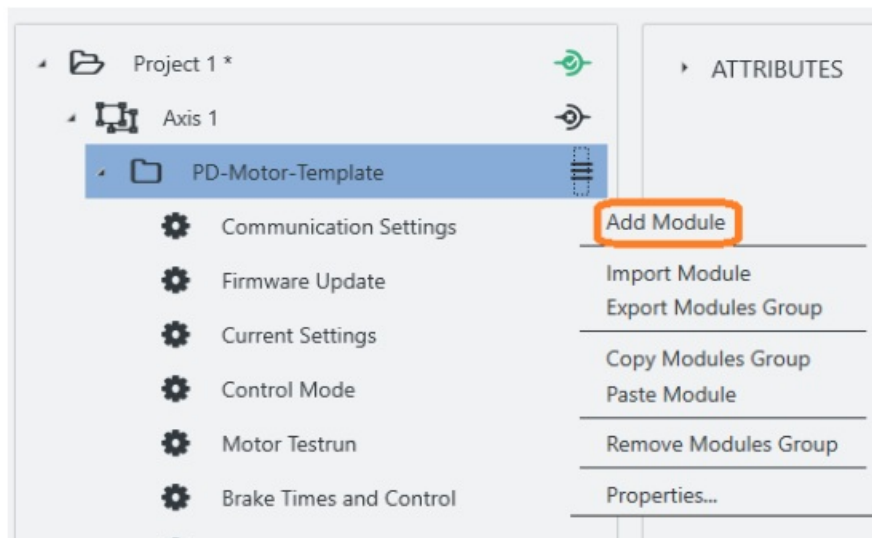 Project 1 *
ATTRIBUTES
Axis 1
PD-Motor-Template
Communication Settings
Firmware Update
Current Settings
Control Mode
Motor Testrun
Brake Times and Control
Add Module
Import Module
Export Modules Group
Copy Modules Group
Paste Module
Remove Modules Group
Properties...